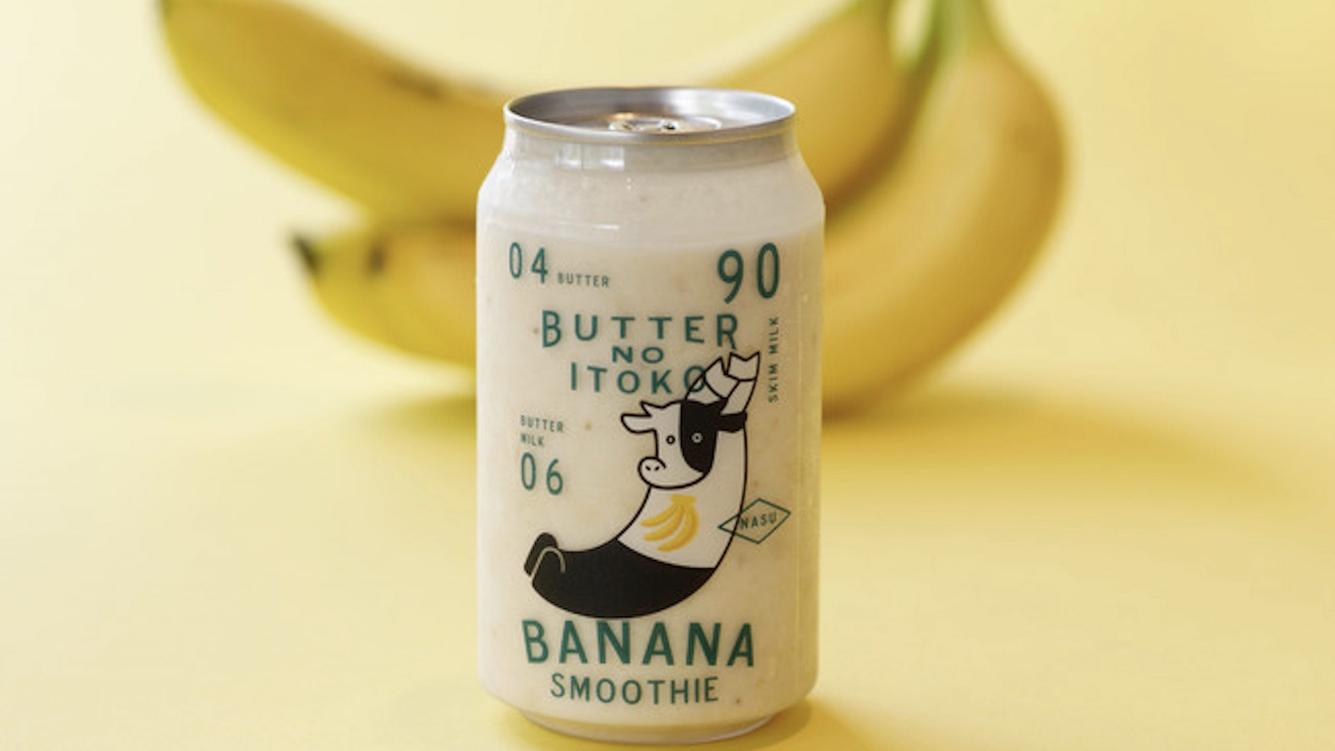 04 BUTTER
90
SKIM MILK
BUTTER
NO
ITOKO
BUTTER
MILK
06
NASU
BANANA
SMOOTHIE